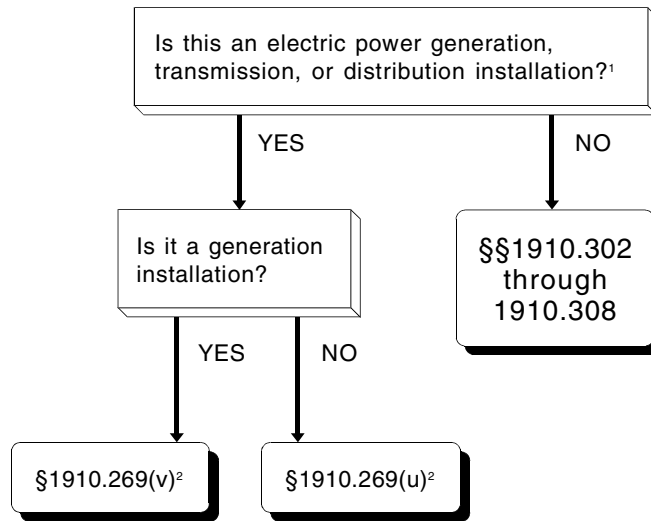 Is this an electric power generation,
transmission, or distribution installation?¹
YES
NO
Is it a generation
installation?
§§1910.302
through
1910.308
YES
NO
§1910.269(v)²
§1910.269(u)²